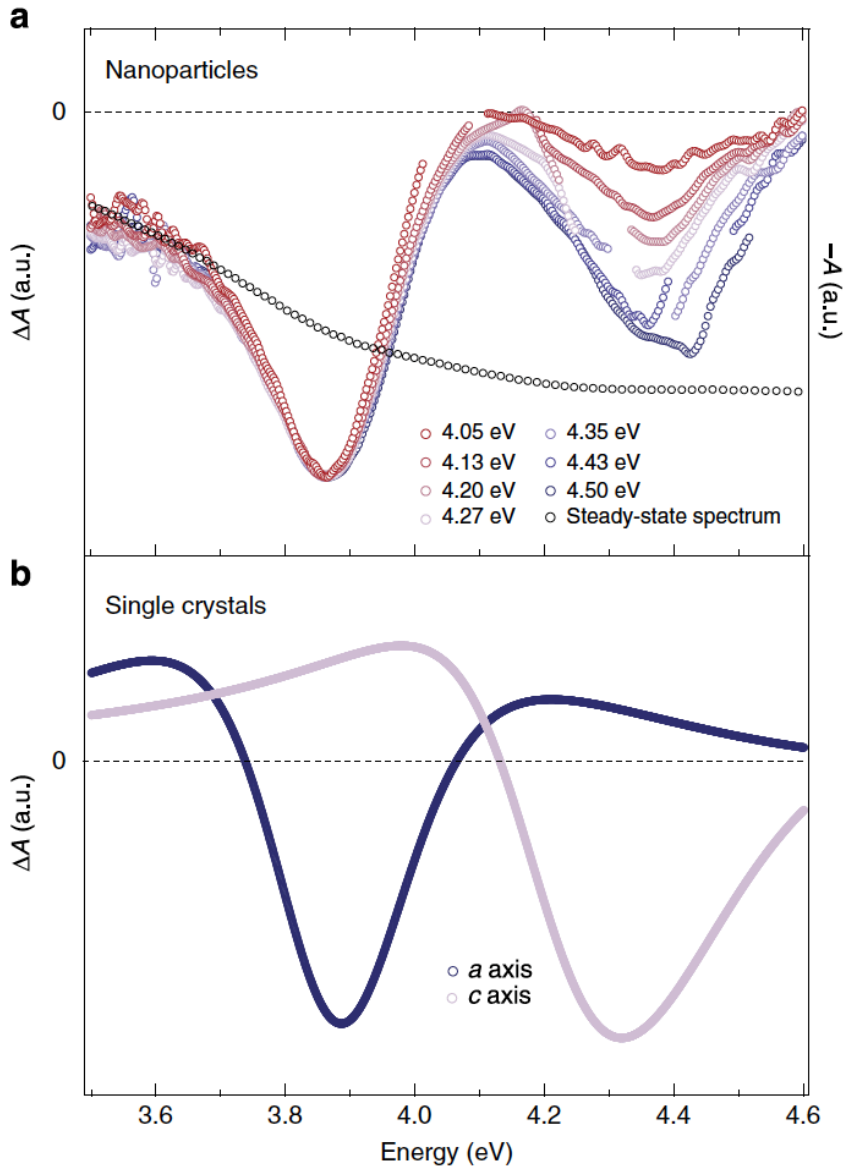 a
Nanoparticles
0
ΔA (a.u.)
–A (a.u.)
4.05 eV
4.13 eV
4.20 eV
4.27 eV
4.35 eV
4.43 eV
4.50 eV
Steady-state spectrum
b
Single crystals
0
ΔA (a.u.)
a axis
c axis
3.6 3.8 4.0 4.2 4.4 4.6
Energy (eV)